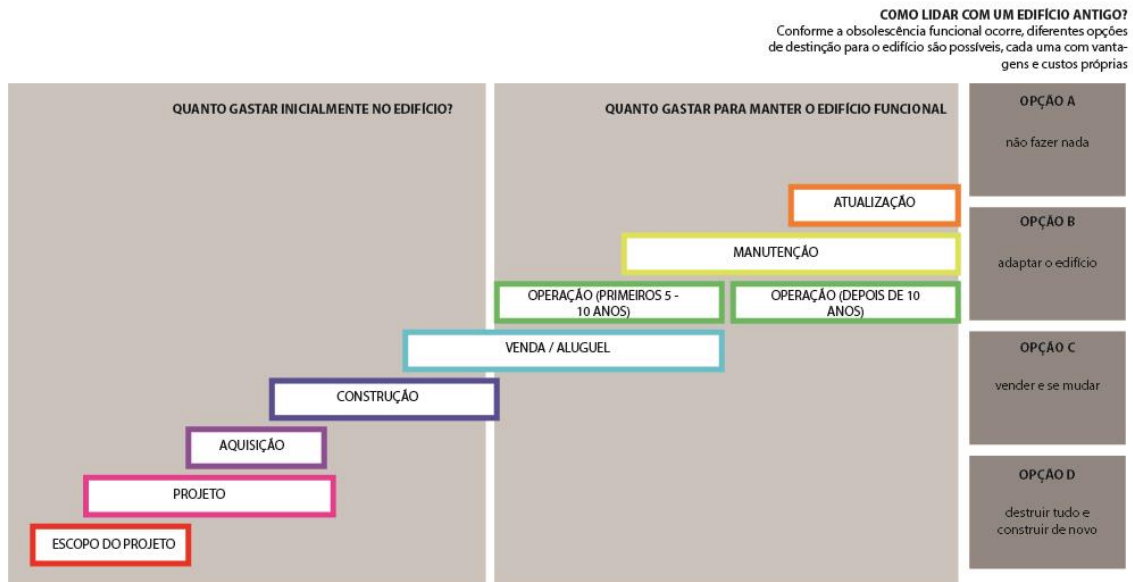 COMO LIDAR COM UM EDIFÍCIO ANTIGO?
Conforme a obsolescência funcional ocorre, diferentes opções
de destinção para o edifício são possíveis, cada uma com vanta-
gens e custos próprias
QUANTO GASTAR INICIALMENTE NO EDIFÍCIO?
QUANTO GASTAR PARA MANTER O EDIFÍCIO FUNCIONAL
OPÇÃO A
não fazer nada
ATUALIZAÇÃO
OPÇÃO B
MANUTENÇÃO
adaptar o edifício
OPERAÇÃO (PRIMEIROS 5 -
10 ANOS)
OPERAÇÃO (DEPOIS DE 10
ANOS)
VENDA / ALUGUEL
OPÇÃO C
vender e se mudar
CONSTRUÇÃO
AQUISIÇÃO
OPÇÃO D
PROJETO
destruir tudo e
construir de novo
ESCOPO DO PROJETO